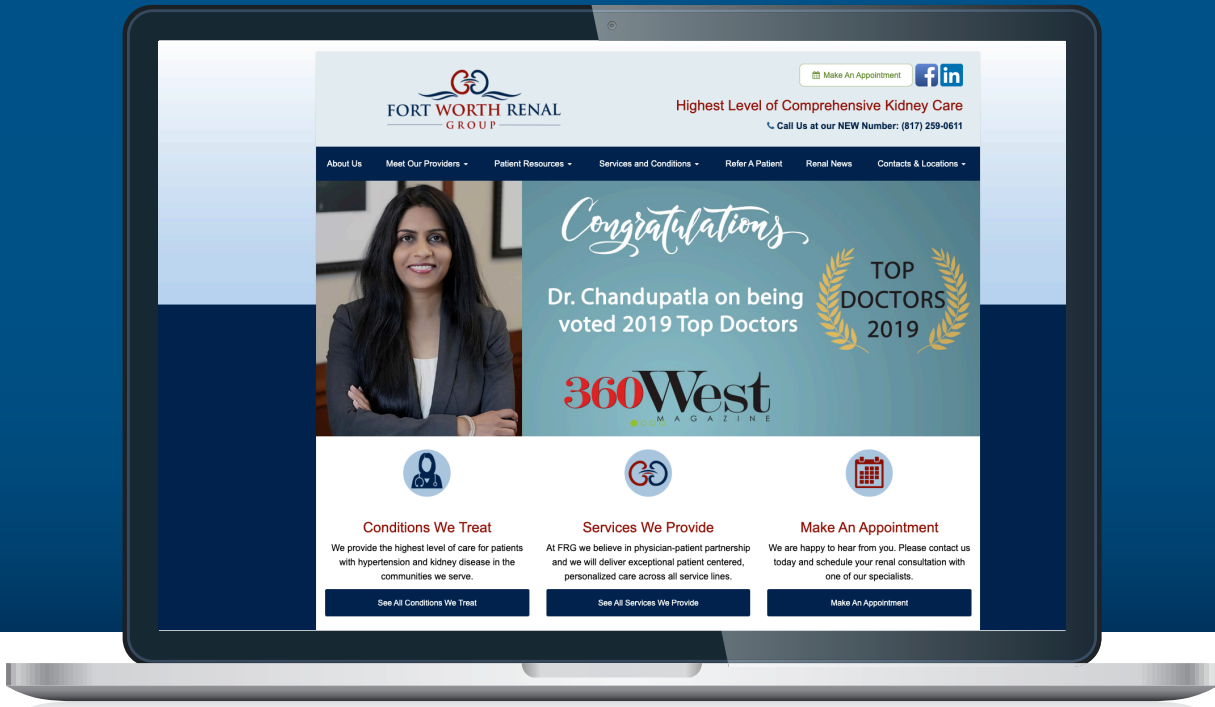 FORT WORTH RENAL
GROUP
Make An Appointment
Highest Level of Comprehensive Kidney Care
Call Us at our NEW Number: (817) 259-0611
About Us Meet Our Providers Patient Resources Services and Conditions Refer A Patient Renal News Contacts & Locations
Congratulations
Dr. Chandupatla on being
voted 2019 Top Doctors
TOP
DOCTORS
2019
360West
MAGAZINE
Conditions We Treat
We provide the highest level of care for patients
with hypertension and kidney disease in the
communities we serve.
See All Conditions We Treat
Services We Provide
At FRG we believe in physician-patient partnership
and we will deliver exceptional patient centered,
personalized care across all service lines.
See All Services We Provide
Make An Appointment
We are happy to hear from you. Please contact us
today and schedule your renal consultation with
one of our specialists.
Make An Appointment